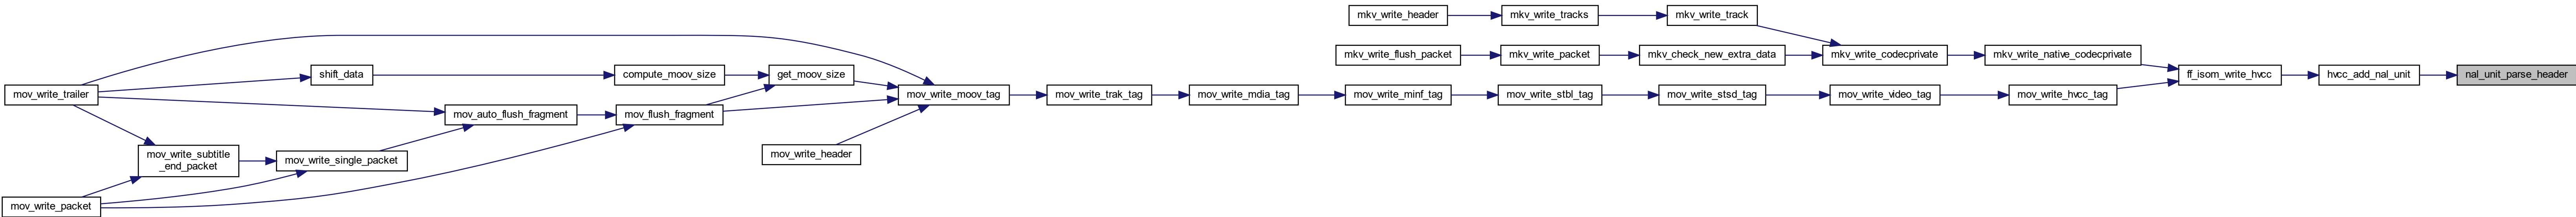 mkv_write_header
mkv_write_tracks
mkv_write_track
mkv_write_flush_packet
mkv_write_packet
mkv_check_new_extra_data
mkv_write_codecprivate
mkv_write_native_codecprivate
shift_data
compute_moov_size
get_moov_size
ff_isom_write_hvcc
hvcc_add_nal_unit
nal_unit_parse_header
mov_write_trailer
mov_write_moov_tag
mov_write_trak_tag
mov_write_mdia_tag
mov_write_minf_tag
mov_write_stbl_tag
mov_write_stsd_tag
mov_write_video_tag
mov_write_hvcc_tag
mov_auto_flush_fragment
mov_flush_fragment
mov_write_subtitle
_end_packet
mov_write_single_packet
mov_write_header
mov_write_packet